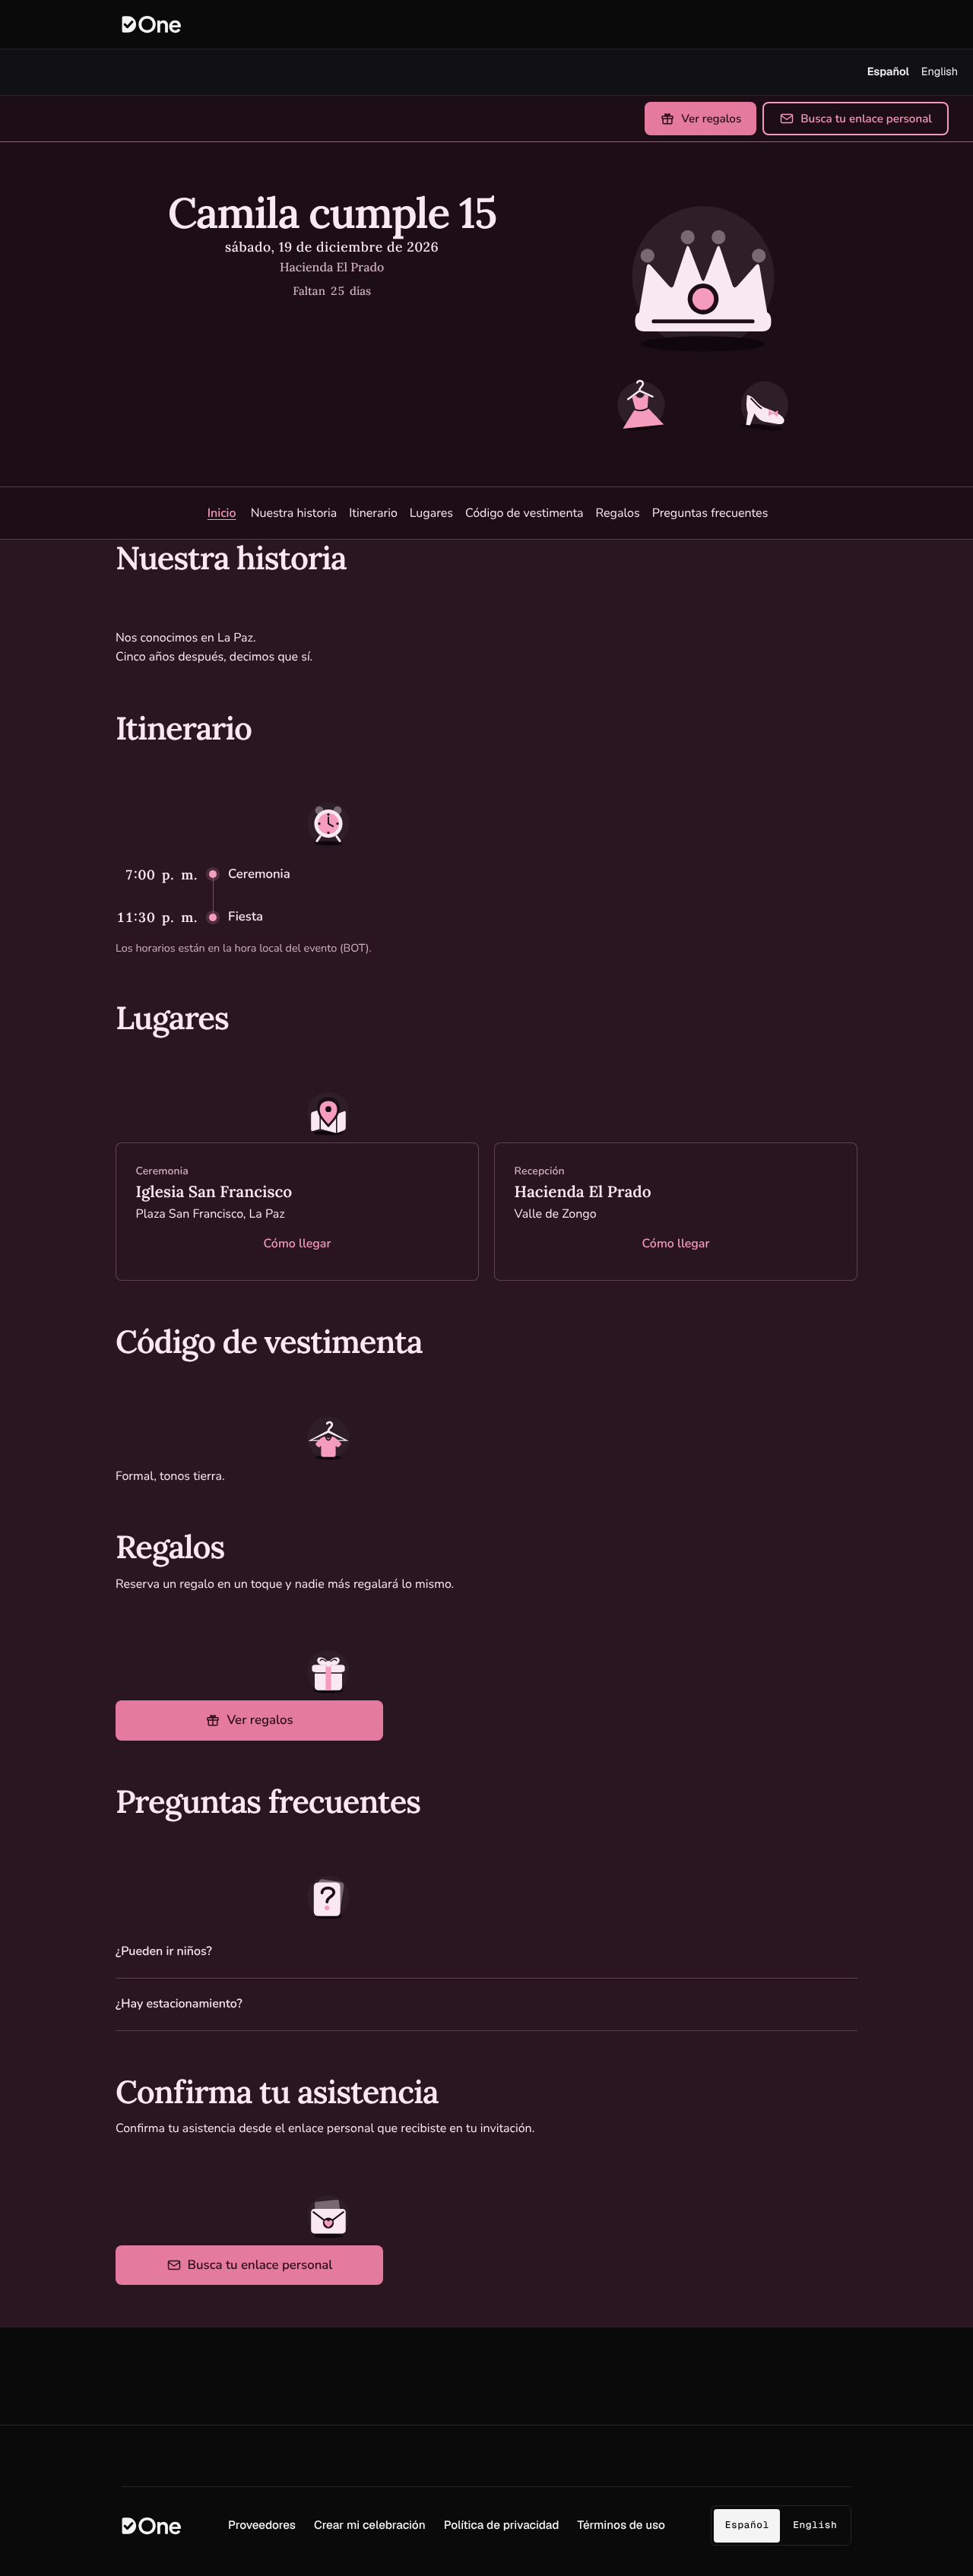 DOne
Español English
Ver regalos Busca tu enlace personal
Camila cumple 15
sábado, 19 de diciembre de 2026
Hacienda El Prado
Faltan 25 días
Inicio Nuestra historia Itinerario Lugares Código de vestimenta Regalos Preguntas frecuentes
Nuestra historia
Nos conocimos en La Paz.
Cinco años después, decimos que sí.
Itinerario
7:00 p. m. Ceremonia
11:30 p. m. Fiesta
Los horarios están en la hora local del evento (BOT).
Lugares
Ceremonia
Iglesia San Francisco
Plaza San Francisco, La Paz
Cómo llegar
Recepción
Hacienda El Prado
Valle de Zongo
Cómo llegar
Código de vestimenta
Formal, tonos tierra.
Regalos
Reserva un regalo en un toque y nadie más regalará lo mismo.
Ver regalos
Preguntas frecuentes
?
¿Pueden ir niños?
¿Hay estacionamiento?
Confirma tu asistencia
Confirma tu asistencia desde el enlace personal que recibiste en tu invitación.
Busca tu enlace personal
DOne Proveedores Crear mi celebración Política de privacidad Términos de uso Español English